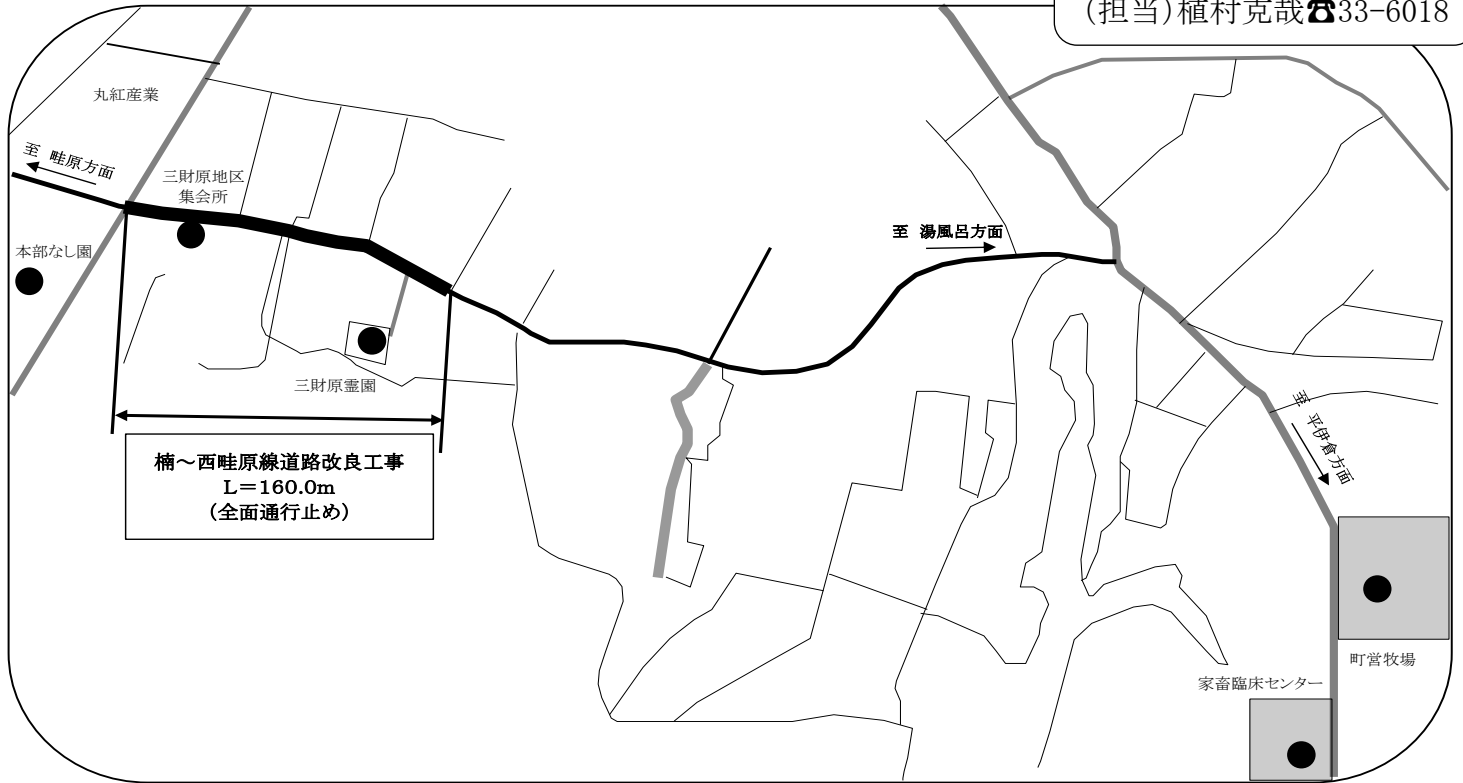 (担当)植村克哉☎33-6018
丸紅産業
至 畦原方面
三財原地区
集会所
本部なし園
至 湯風呂方面
三財原霊園
至 平伊倉方面
楠～西畦原線道路改良工事
L=160.0m
(全面通行止め)
町営牧場
家畜臨床センター